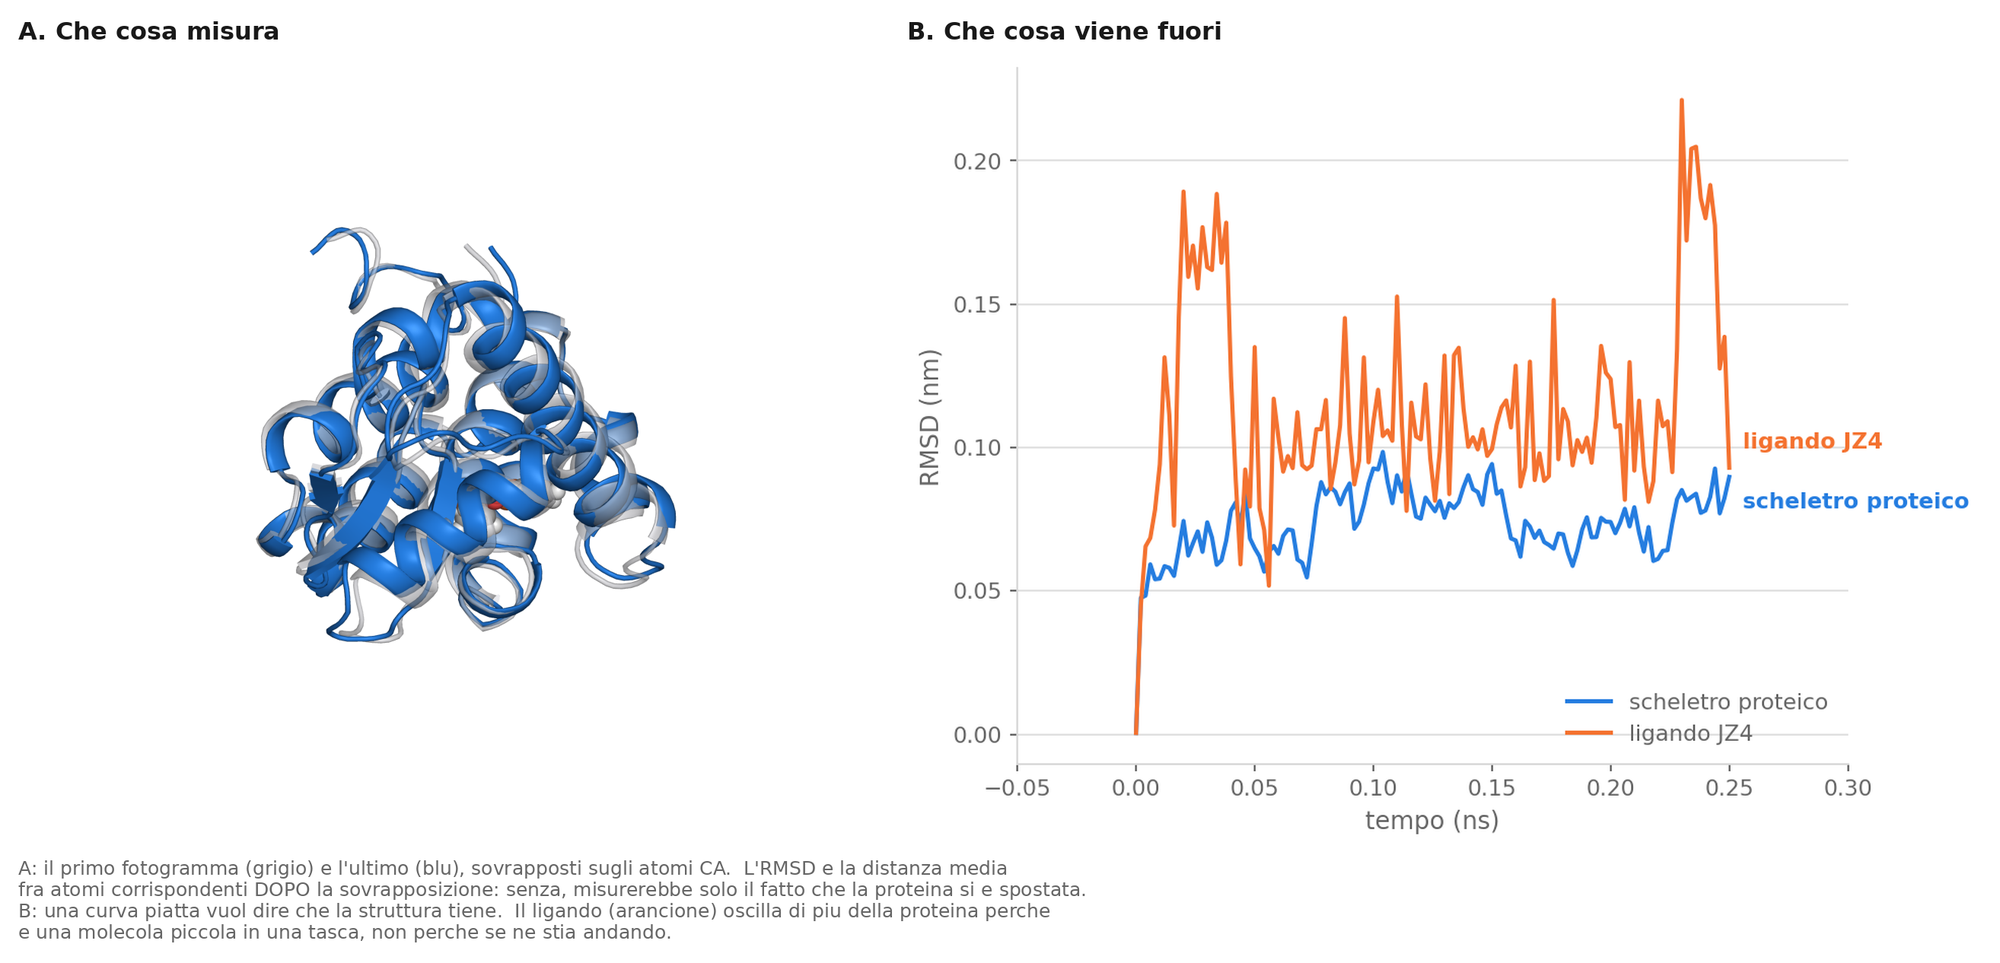 A. Che cosa misura
B. Che cosa viene fuori
RMSD (nm)
0.20
0.15
0.10
0.05
0.00
ligando JZ4
scheletro proteico
scheletro proteico
ligando JZ4
−0.05 0.00 0.05 0.10 0.15 0.20 0.25 0.30
tempo (ns)
A: il primo fotogramma (grigio) e l'ultimo (blu), sovrapposti sugli atomi CA.  L'RMSD e la distanza media
fra atomi corrispondenti DOPO la sovrapposizione: senza, misurerebbe solo il fatto che la proteina si e spostata.
B: una curva piatta vuol dire che la struttura tiene.  Il ligando (arancione) oscilla di piu della proteina perche
e una molecola piccola in una tasca, non perche se ne stia andando.